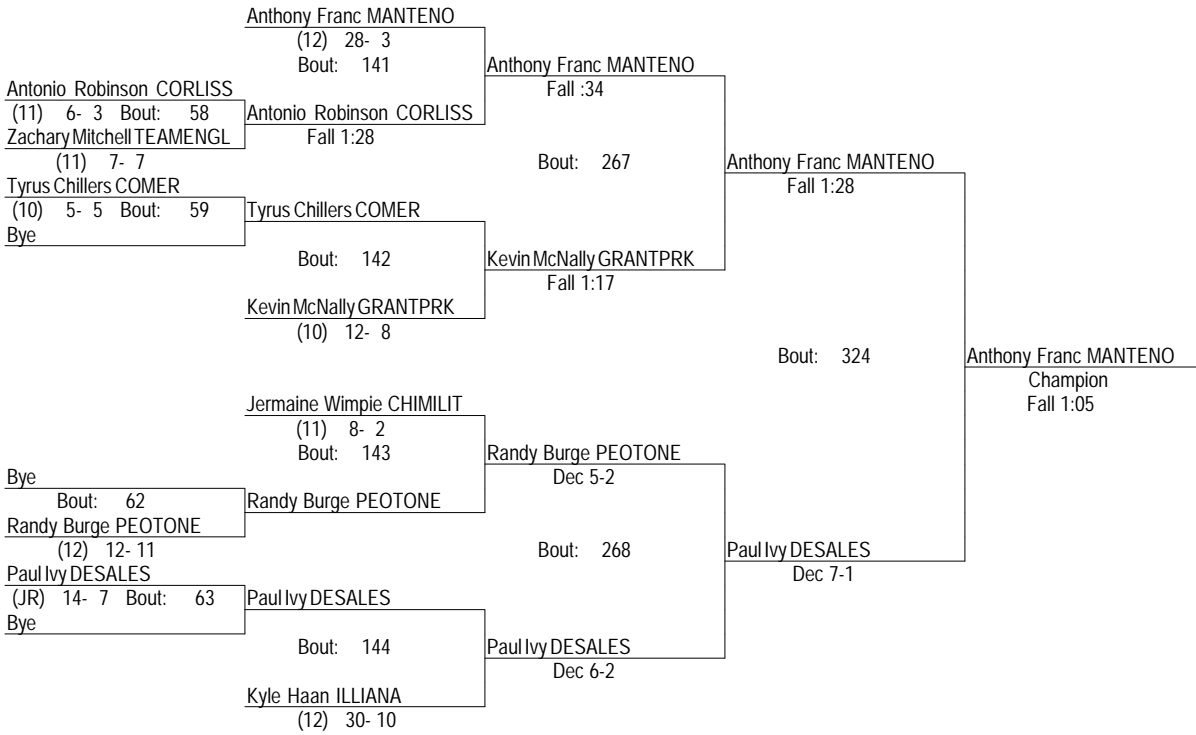 Anthony Franc MANTENO
(12) 28- 3
Bout: 141
Anthony Franc MANTENO
Fall :34
Antonio Robinson CORLISS
(11) 6- 3 Bout: 58
Antonio Robinson CORLISS
Fall 1:28
Zachary Mitchell TEAMENGL
(11) 7- 7
Bout: 267
Anthony Franc MANTENO
Fall 1:28
Tyrus Chillers COMER
(10) 5- 5 Bout: 59
Tyrus Chillers COMER
Bye
Bout: 142
Kevin McNally GRANTPRK
Fall 1:17
Kevin McNally GRANTPRK
(10) 12- 8
Bout: 324
Anthony Franc MANTENO
Champion
Fall 1:05
Jermaine Wimpie CHIMILIT
(11) 8- 2
Bout: 143
Randy Burge PEOTONE
Dec 5-2
Bye
Bout: 62
Randy Burge PEOTONE
Randy Burge PEOTONE
(12) 12- 11
Bout: 268
Paul Ivy DESALES
Dec 7-1
Paul Ivy DESALES
(JR) 14- 7 Bout: 63
Paul Ivy DESALES
Bye
Bout: 144
Paul Ivy DESALES
Dec 6-2
Kyle Haan ILLIANA
(12) 30- 10